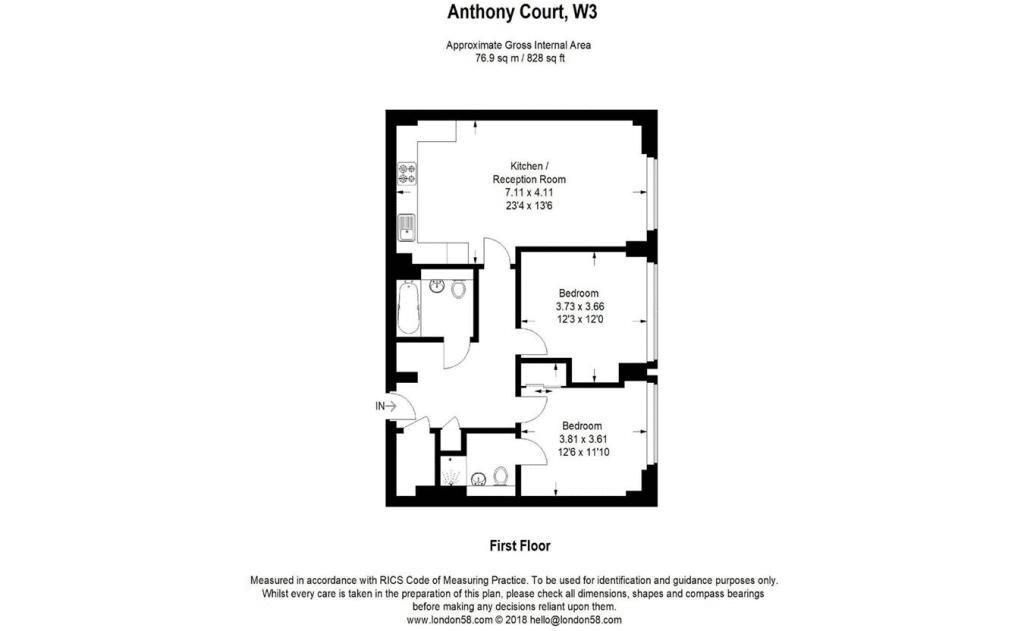 Anthony Court, W3
Approximate Gross Internal Area
76.9 sq m / 828 sq ft
Kitchen /
Reception Room
7.11 x 4.11
23'4 x 13'6
Bedroom
3.73 x 3.66
12'3 x 12'0
IN
Bedroom
3.81 x 3.61
12'6 x 11'10
First Floor
Measured in accordance with RICS Code of Measuring Practice. To be used for identification and guidance purposes only.
Whilst every care is taken in the preparation of this plan, please check all dimensions, shapes and compass bearings
before making any decisions reliant upon them.
www.london58.com © 2018 hello@london58.com